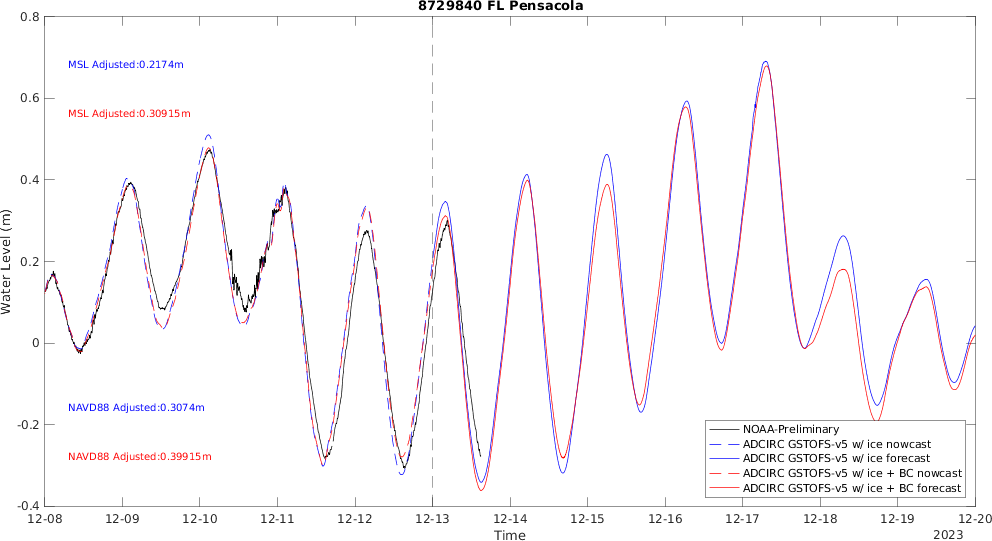 8729840 FL Pensacola
0.8
0.6
0.4
0.2
0
-0.2
-0.4
Water Level (m)
MSL Adjusted:0.2174m
MSL Adjusted:0.30915m
NAVD88 Adjusted:0.3074m
NAVD88 Adjusted:0.39915m
NOAA-Preliminary
ADCIRC GSTOFS-v5 w/ ice nowcast
ADCIRC GSTOFS-v5 w/ ice forecast
ADCIRC GSTOFS-v5 w/ ice + BC nowcast
ADCIRC GSTOFS-v5 w/ ice + BC forecast
12-08 12-09 12-10 12-11 12-12 12-13 12-14 12-15 12-16 12-17 12-18 12-19 12-20
Time
2023